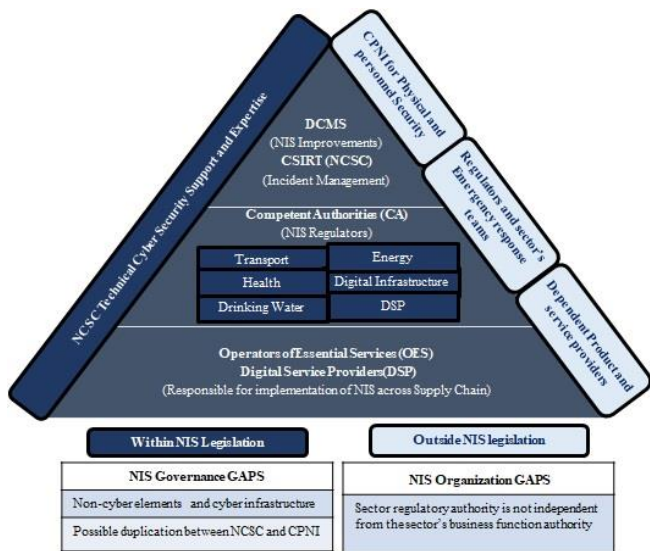 NCSC Technical Cyber Security Support and Expertise
CPNI for Physical and
personnel Security
Regulators and sector's
Emergency response
teams
Dependent Product and
service providers
DCMS
(NIS Improvements)
CSIRT (NCSC)
(Incident Management)
Competent Authorities (CA)
(NIS Regulators)
Transport
Energy
Health
Digital Infrastructure
Drinking Water
DSP
Operators of Essential Services (OES)
Digital Service Providers(DSP)
(Responsible for implementation of NIS across Supply Chain)
Within NIS Legislation
Outside NIS legislation
NIS Governance GAPS
Non-cyber elements and cyber infrastructure
Possible duplication between NCSC and CPNI
NIS Organization GAPS
Sector regulatory authority is not independent
from the sector's business function authority